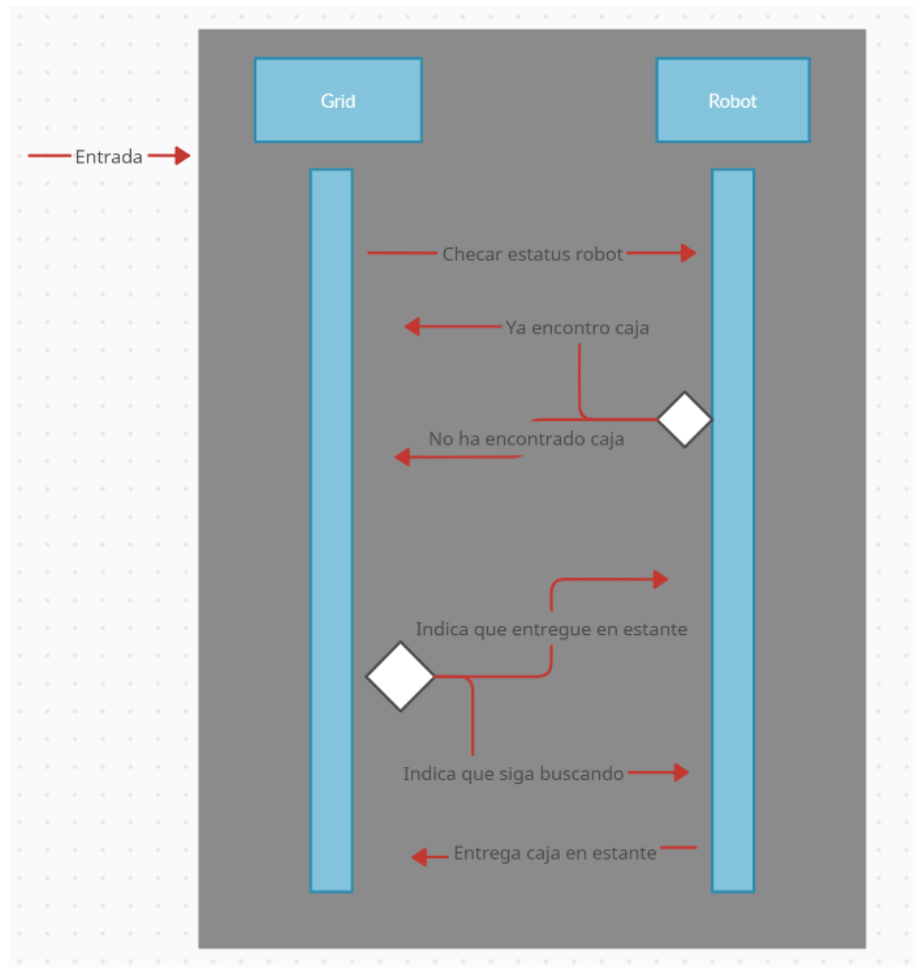 Grid
Robot
Entrada
Checar estatus robot
Ya encontro caja
No ha encontrado caja
Indica que entregue en estante
Indica que siga buscando
Entrega caja en estante